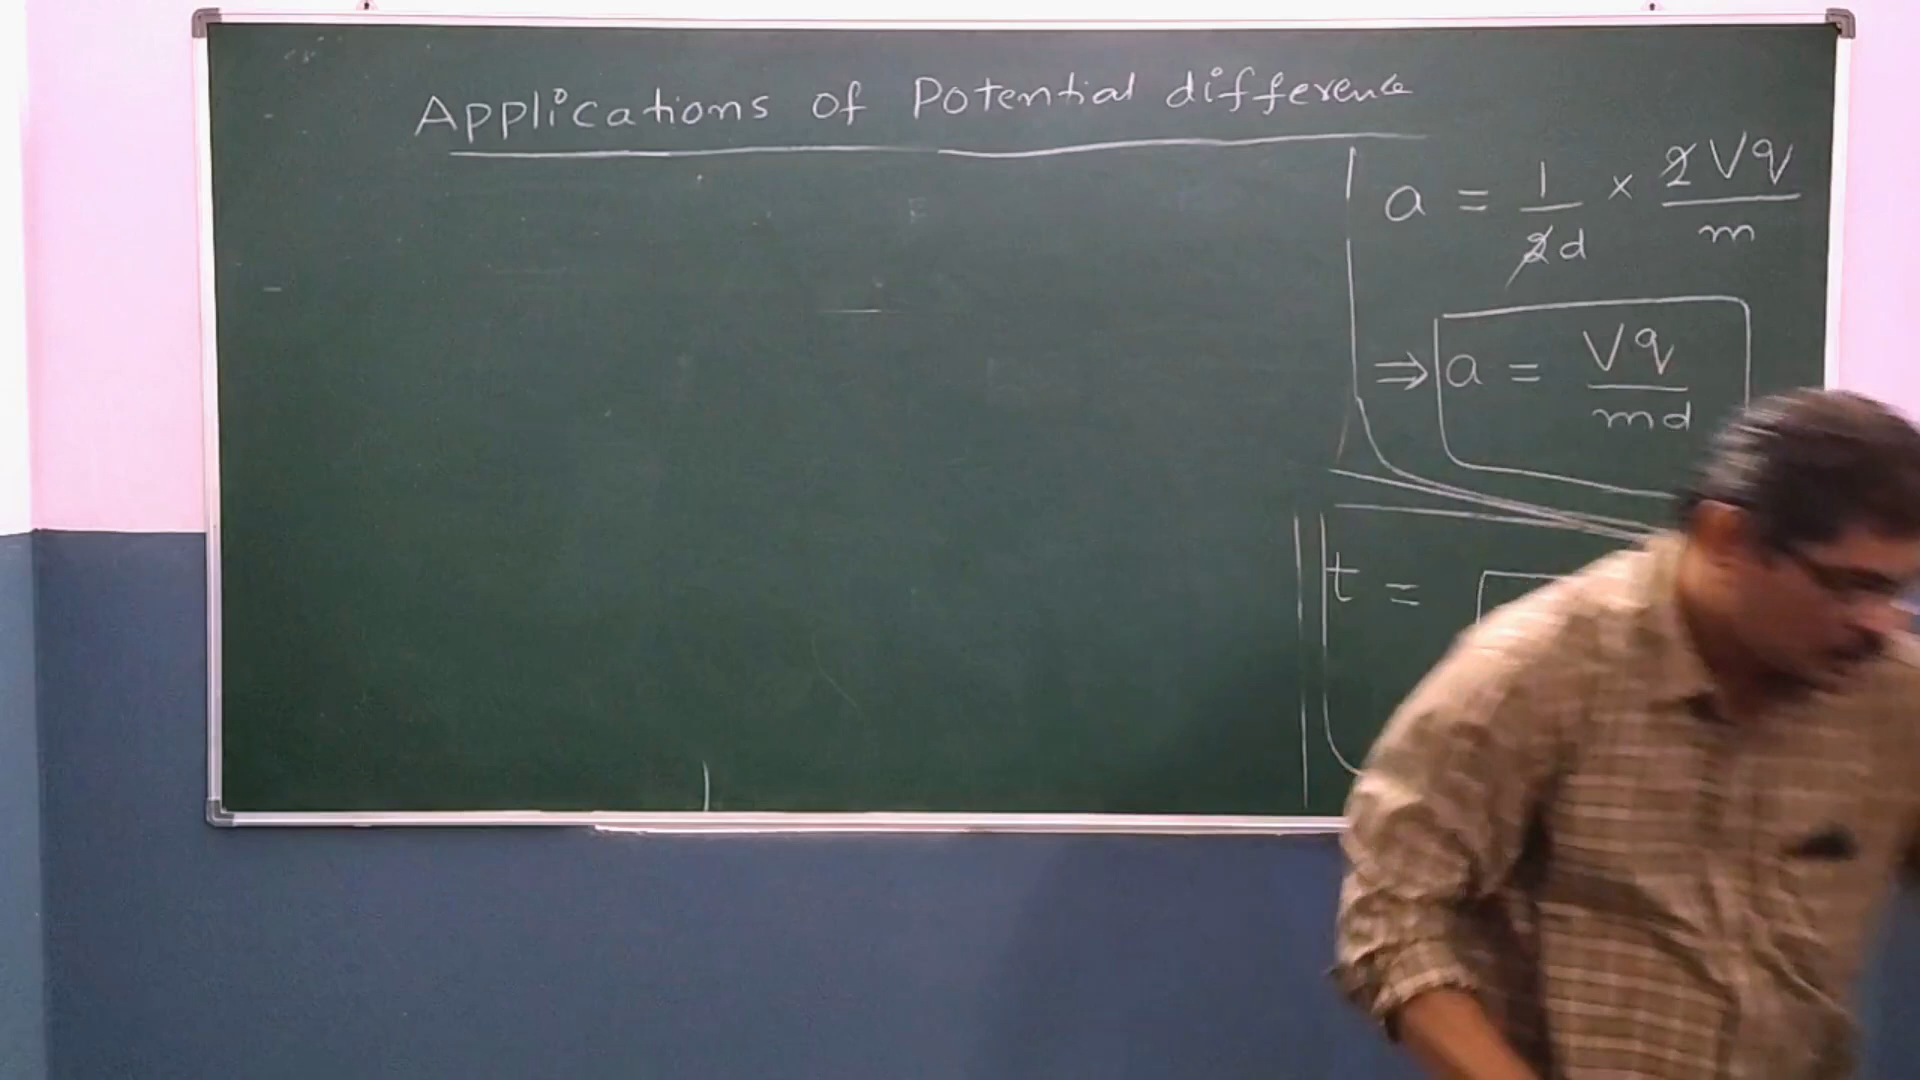 Applications of Potential difference
a = 1/2d × 2Vq/m
⇒ a = Vq/md
t =